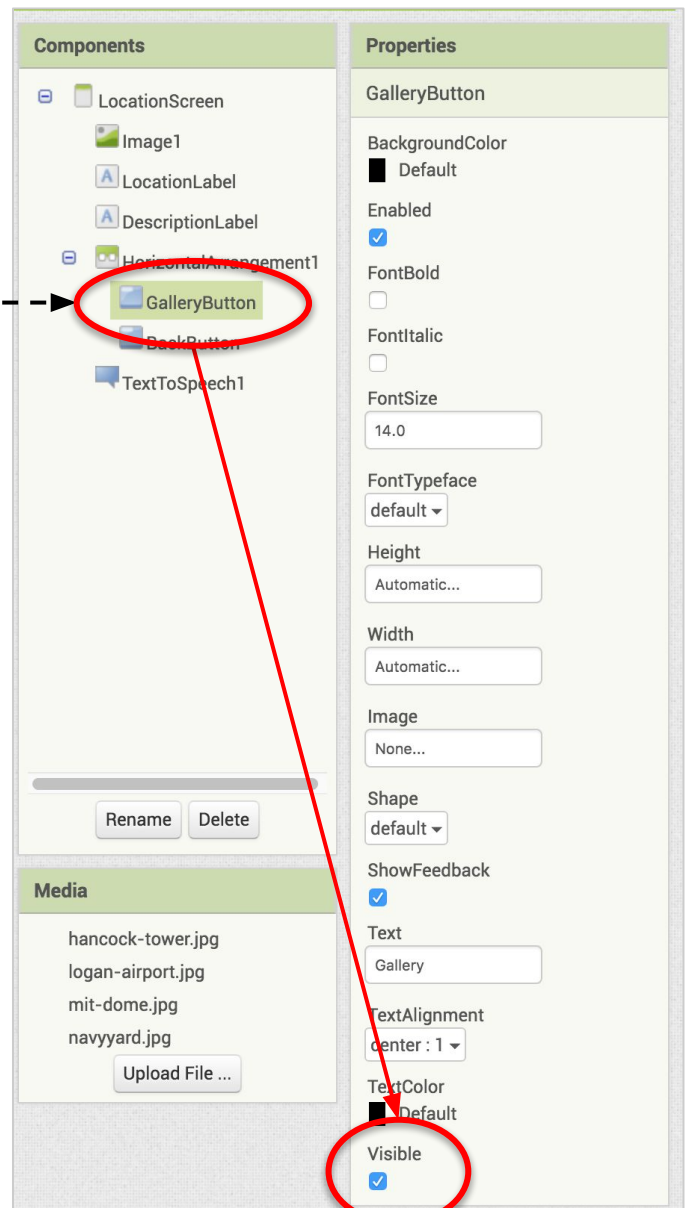 Components
LocationScreen
Image1
LocationLabel
DescriptionLabel
HorizontalArrangement1
GalleryButton
BackButton
TextToSpeech1
Rename Delete
Media
hancock-tower.jpg
logan-airport.jpg
mit-dome.jpg
navyyard.jpg
Upload File ...
Properties
GalleryButton
BackgroundColor
Default
Enabled
FontBold
FontItalic
FontSize
14.0
FontTypeface
default
Height
Automatic...
Width
Automatic...
Image
None...
Shape
default
ShowFeedback
Text
Gallery
TextAlignment
center : 1
TextColor
Default
Visible